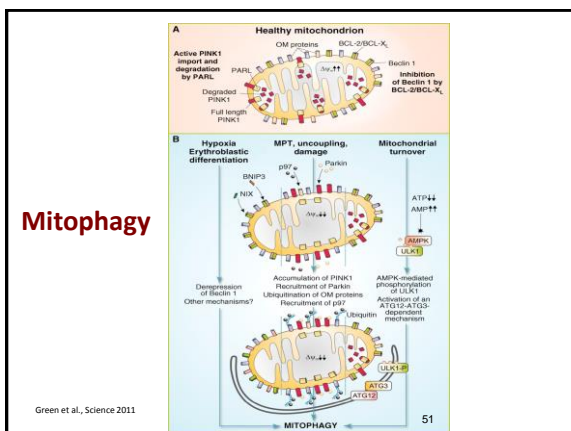 Mitophagy
A
Healthy mitochondrion
Active PINK1
import and
degradation
by PARL
OM proteins
BCL-2/BCL-XL
Beclin 1
PARL
Δψm↑↑
Inhibition
of Beclin 1 by
BCL-2/BCL-XL
Degraded
PINK1
Full length
PINK1
B
Hypoxia
Erythroblastic
differentiation
MPT, uncoupling,
damage
Mitochondrial
turnover
p97
Parkin
BNIP3
NIX
ATP↓↓
AMP↑↑
Δψm↓↓
AMPK
ULK1
Derepression
of Beclin 1
Other mechanisms?
Accumulation of PINK1
Recruitment of Parkin
Ubiquitination of OM proteins
Recruitment of p97
AMPK-mediated
phosphorylation
of ULK1
Activation of an
ATG12-ATG3-
dependent
mechanism
Ubiquitin
Δψm↓↓
ULK1-P
ATG3
ATG12
MITOPHAGY
Green et al., Science 2011
51